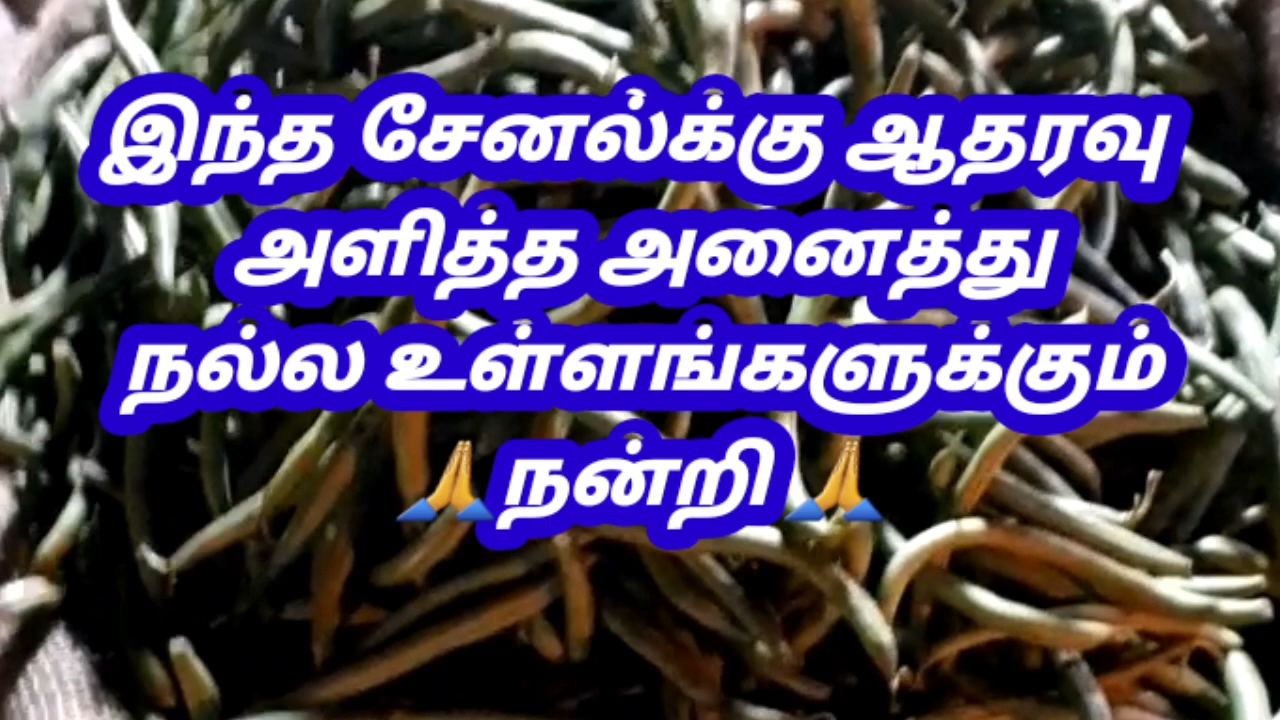 இந்த சேனல்க்கு ஆதரவு
அளித்த அனைத்து
நல்ல உள்ளங்களுக்கும்
🙏நன்றி🙏